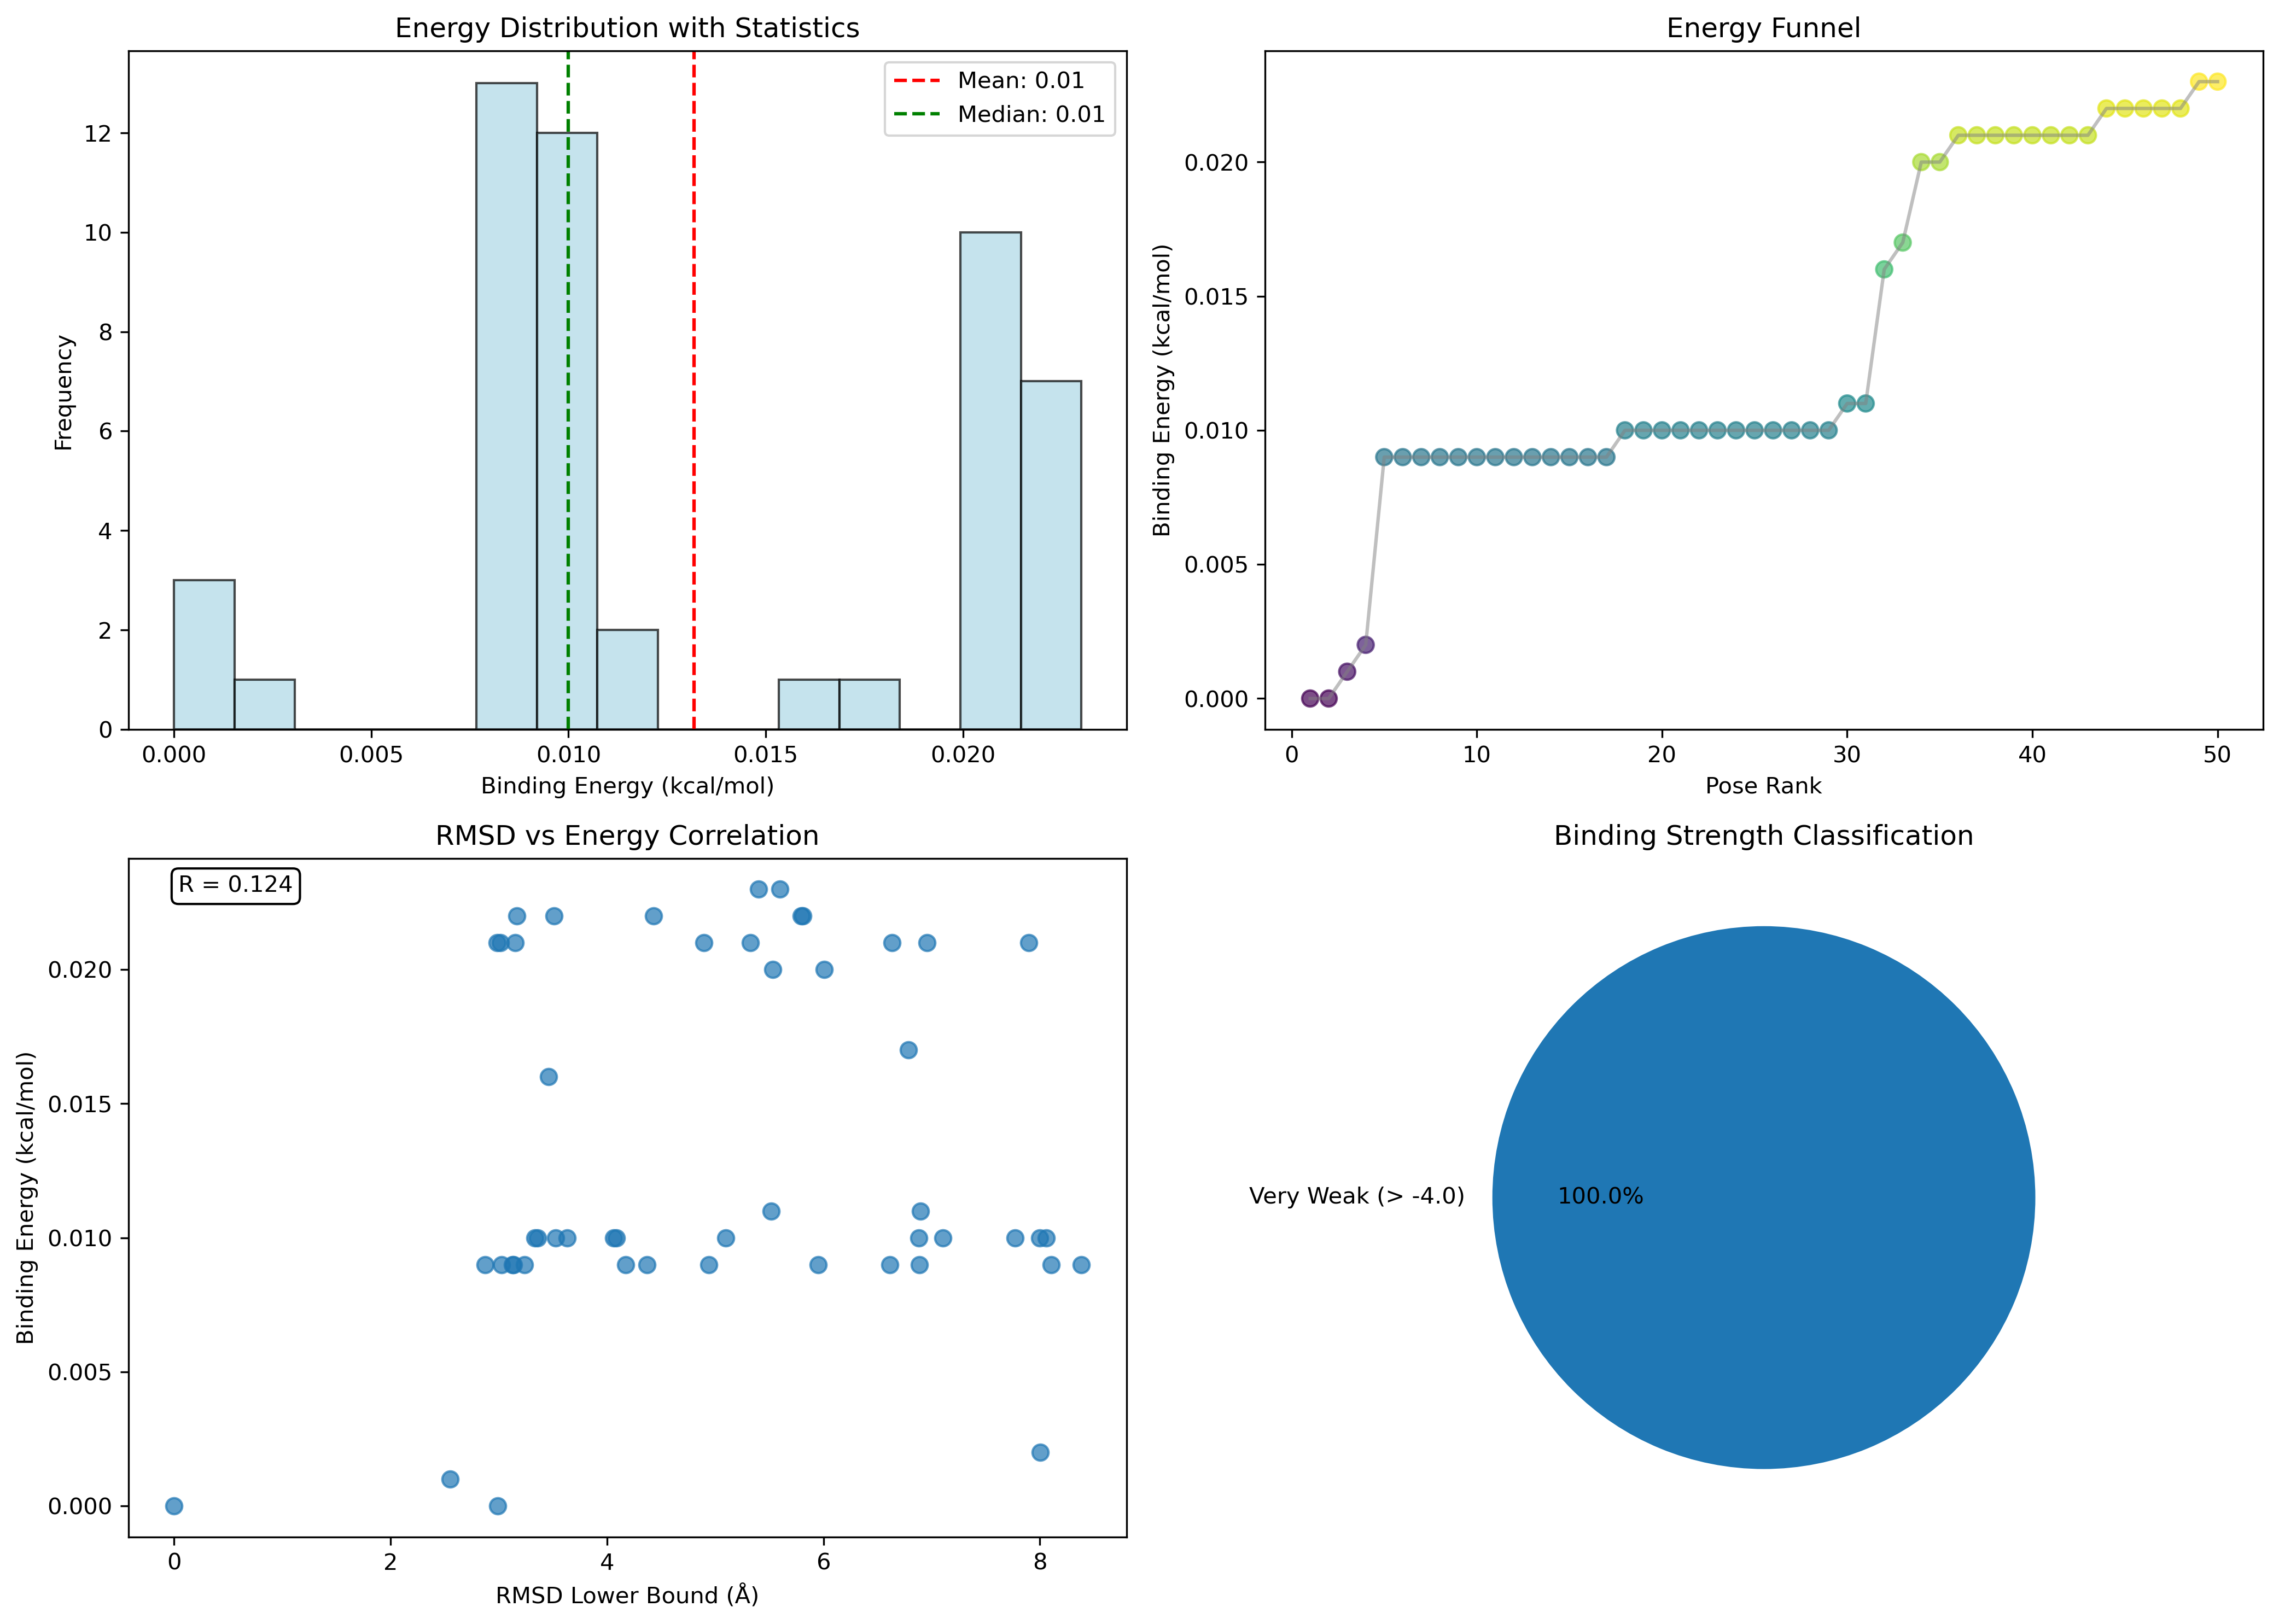 Energy Distribution with Statistics
Mean: 0.01
Median: 0.01
Frequency
12
10
8
6
4
2
0
0.000 0.005 0.010 0.015 0.020
Binding Energy (kcal/mol)
Energy Funnel
Binding Energy (kcal/mol)
0.020
0.015
0.010
0.005
0.000
0 10 20 30 40 50
Pose Rank
RMSD vs Energy Correlation
R = 0.124
Binding Energy (kcal/mol)
0.020
0.015
0.010
0.005
0.000
0 2 4 6 8
RMSD Lower Bound (Å)
Binding Strength Classification
Very Weak (> -4.0) 100.0%